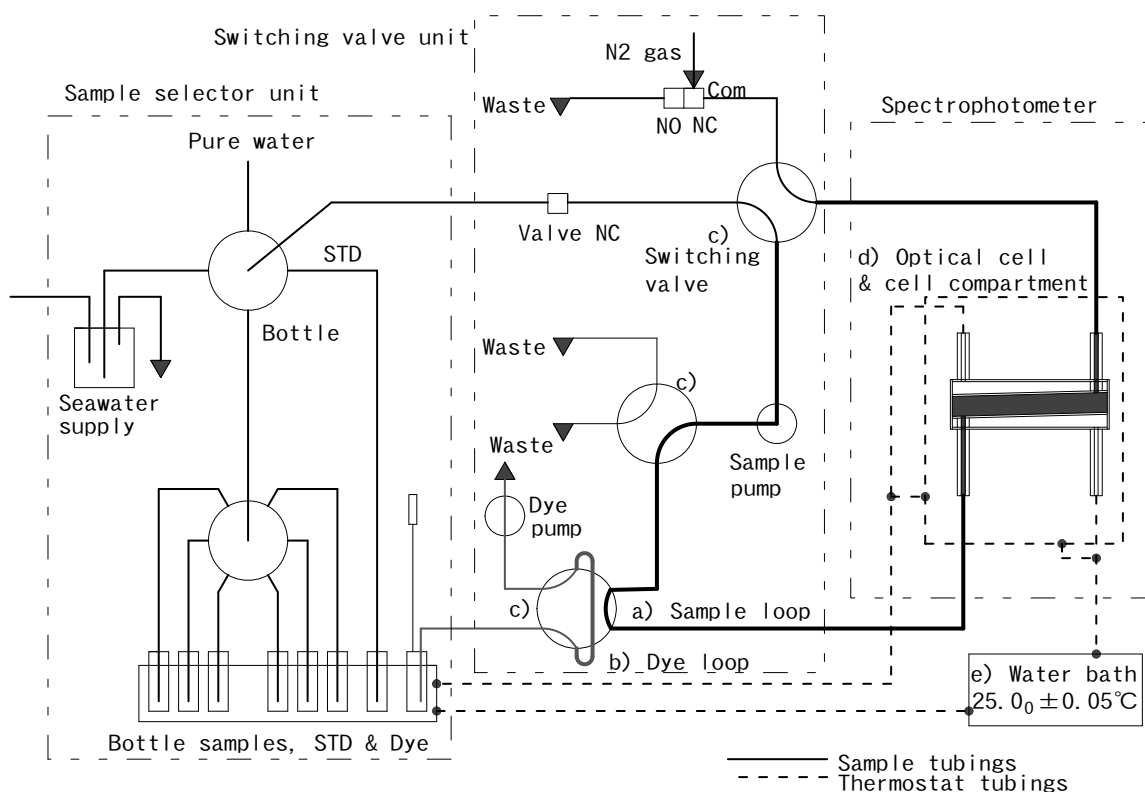 Switching valve unit
N2 gas
Com
Waste
NO NC
Sample selector unit
Spectrophotometer
Pure water
STD
Valve NC
c)
Switching
valve
d) Optical cell
& cell compartment
Bottle
Waste
c)
Seawater
supply
Waste
Sample
pump
Dye
pump
c)
a) Sample loop
b) Dye loop
e) Water bath
25.0₀ ±0.05℃
Bottle samples, STD & Dye
Sample tubings
Thermostat tubings